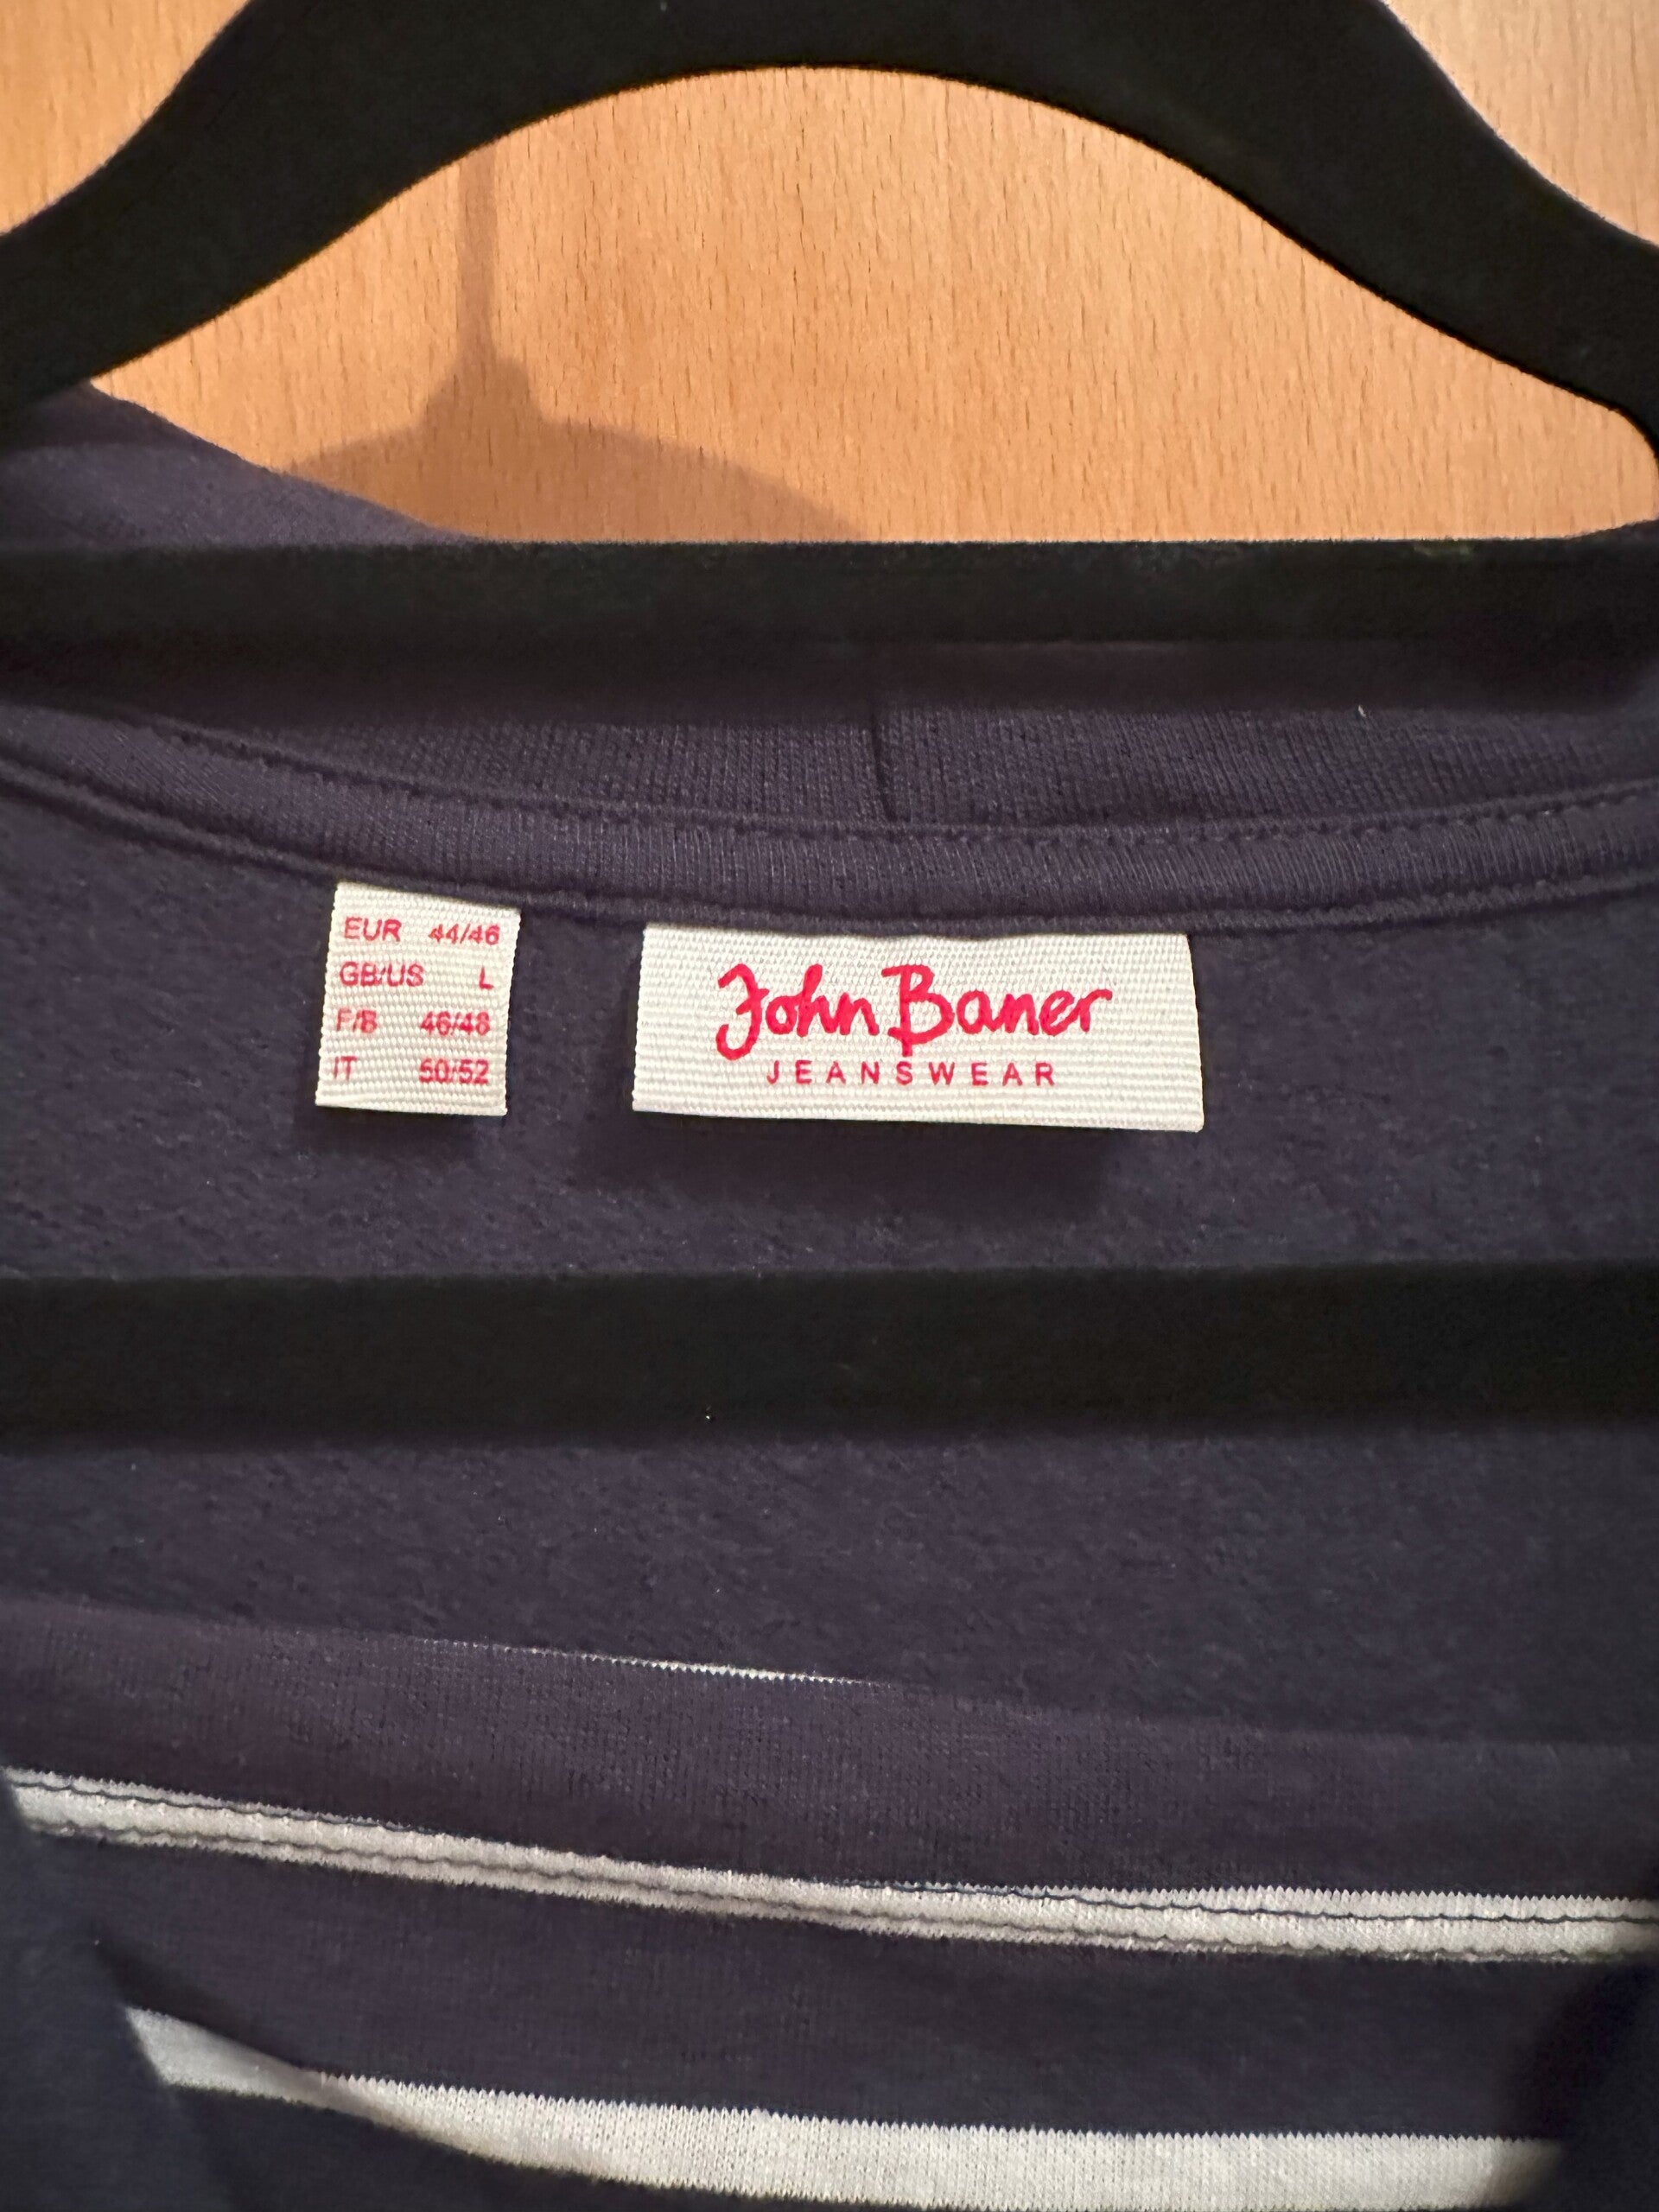 EUR 44/46
GB/US L
F/B 46/48
IT 50/52
John Baner
JEANSWEAR